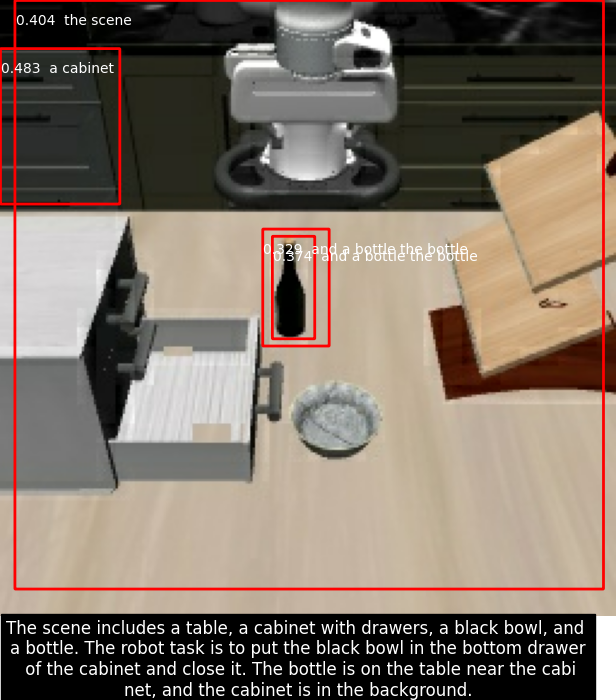 0.404 the scene
0.483 a cabinet
0.329 and a bottle the bottle
0.374 and a bottle the bottle
The scene includes a table, a cabinet with drawers, a black bowl, and
a bottle. The robot task is to put the black bowl in the bottom drawer
of the cabinet and close it. The bottle is on the table near the cabi
net, and the cabinet is in the background.